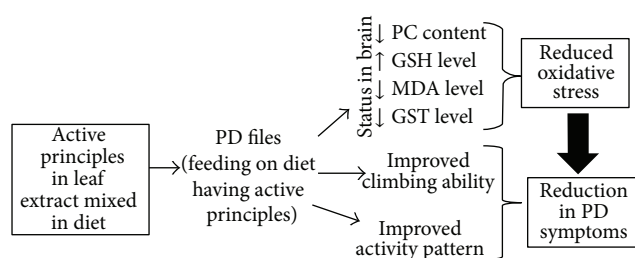 Active
principles
in leaf
extract mixed
in diet
PD files
(feeding on diet
having active
principles)
Status in brain
↓ PC content
↑ GSH level
↓ MDA level
↓ GST level
Improved
climbing ability
Improved
activity pattern
Reduced
oxidative
stress
Reduction
in PD
symptoms